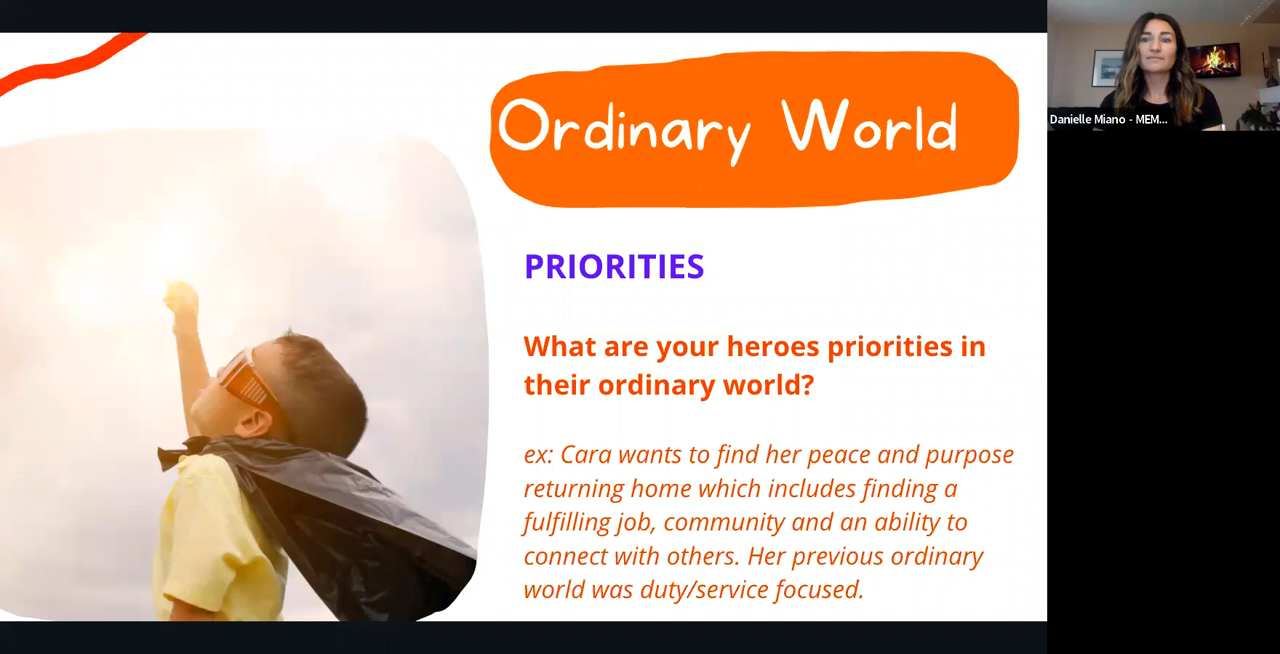 Ordinary World
PRIORITIES
What are your heroes priorities in
their ordinary world?
ex: Cara wants to find her peace and purpose
returning home which includes finding a
fulfilling job, community and an ability to
connect with others. Her previous ordinary
world was duty/service focused.
Danielle Miano - MEM...